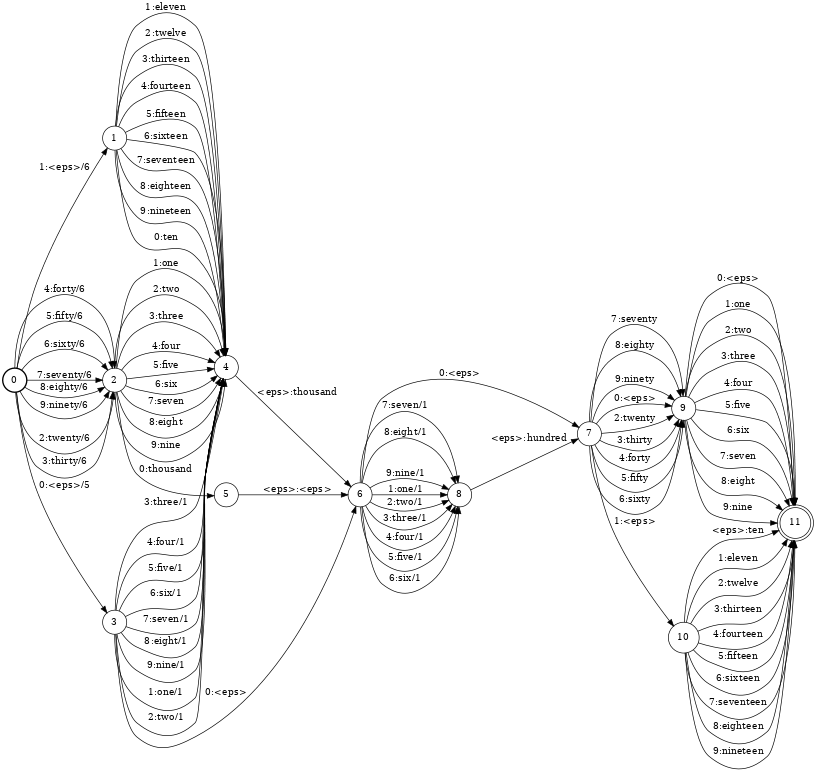 0
1:<eps>/6
4:forty/6
5:fifty/6
6:sixty/6
7:seventy/6
8:eighty/6
9:ninety/6
2:twenty/6
3:thirty/6
0:<eps>/5
1
1:eleven
2:twelve
3:thirteen
4:fourteen
5:fifteen
6:sixteen
7:seventeen
8:eighteen
9:nineteen
0:ten
2
1:one
2:two
3:three
4:four
5:five
6:six
7:seven
8:eight
9:nine
0:thousand
3
3:three/1
4:four/1
5:five/1
6:six/1
7:seven/1
8:eight/1
9:nine/1
1:one/1
2:two/1
0:<eps>
4
<eps>:thousand
5
<eps>:<eps>
6
0:<eps>
7:seven/1
8:eight/1
9:nine/1
1:one/1
2:two/1
3:three/1
4:four/1
5:five/1
6:six/1
8
<eps>:hundred
7
7:seventy
8:eighty
9:ninety
0:<eps>
2:twenty
3:thirty
4:forty
5:fifty
6:sixty
1:<eps>
9
0:<eps>
1:one
2:two
3:three
4:four
5:five
6:six
7:seven
8:eight
9:nine
10
<eps>:ten
1:eleven
2:twelve
3:thirteen
4:fourteen
5:fifteen
6:sixteen
7:seventeen
8:eighteen
9:nineteen
11